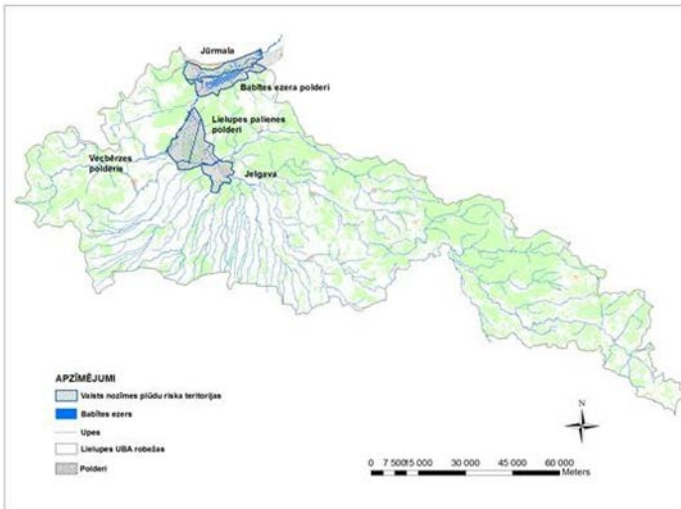 Jūrmala
Babītes ezera polderi
Lielupes palienes
polderi
Vecbērzes
polderis
Jelgava
APZĪMĒJUMI
Valsts nozīmes plūdu riska teritorijas
Babītes ezers
Upes
Lielupes UBA robežas
Polderi
N
0 7 500 15 000 30 000 45 000 60 000
Meters